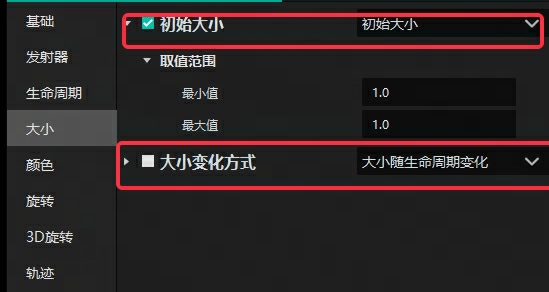 基础
初始大小 初始大小
发射器
取值范围
生命周期
最小值 1.0
大小
最大值 1.0
颜色
大小变化方式 大小随生命周期变化
旋转
3D旋转
轨迹